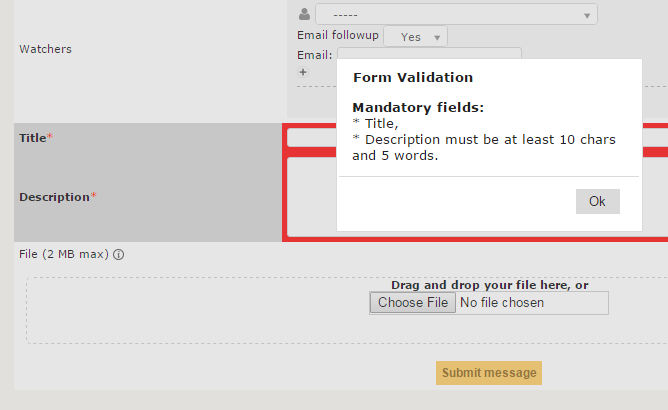 -----
Watchers
Email followup Yes
Email:
+
Form Validation
Mandatory fields:
* Title,
* Description must be at least 10 chars
and 5 words.
Ok
Title*
Description*
File (2 MB max)
Drag and drop your file here, or
Choose File No file chosen
Submit message